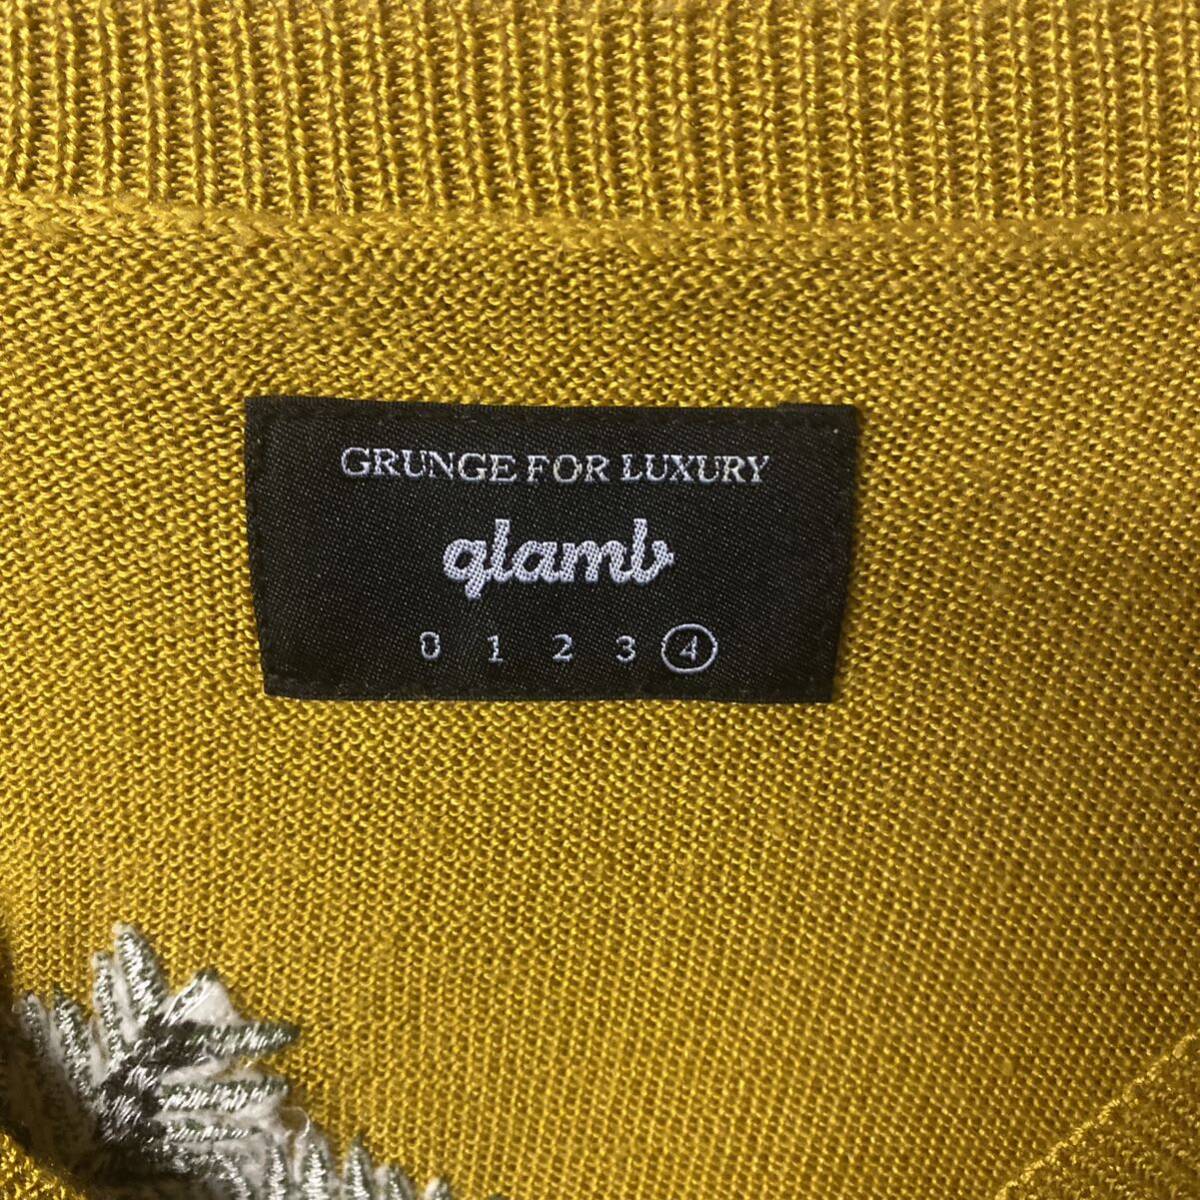 GRUNGE FOR LUXURY
glamb
0 1 2 3 4